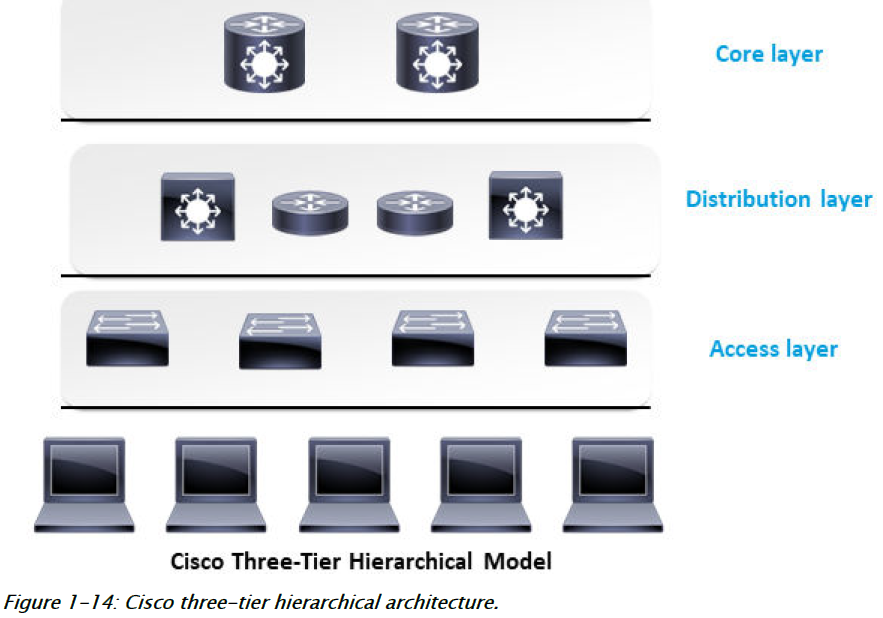 Core layer
Distribution layer
Access layer
Cisco Three-Tier Hierarchical Model
Figure 1-14: Cisco three-tier hierarchical architecture.